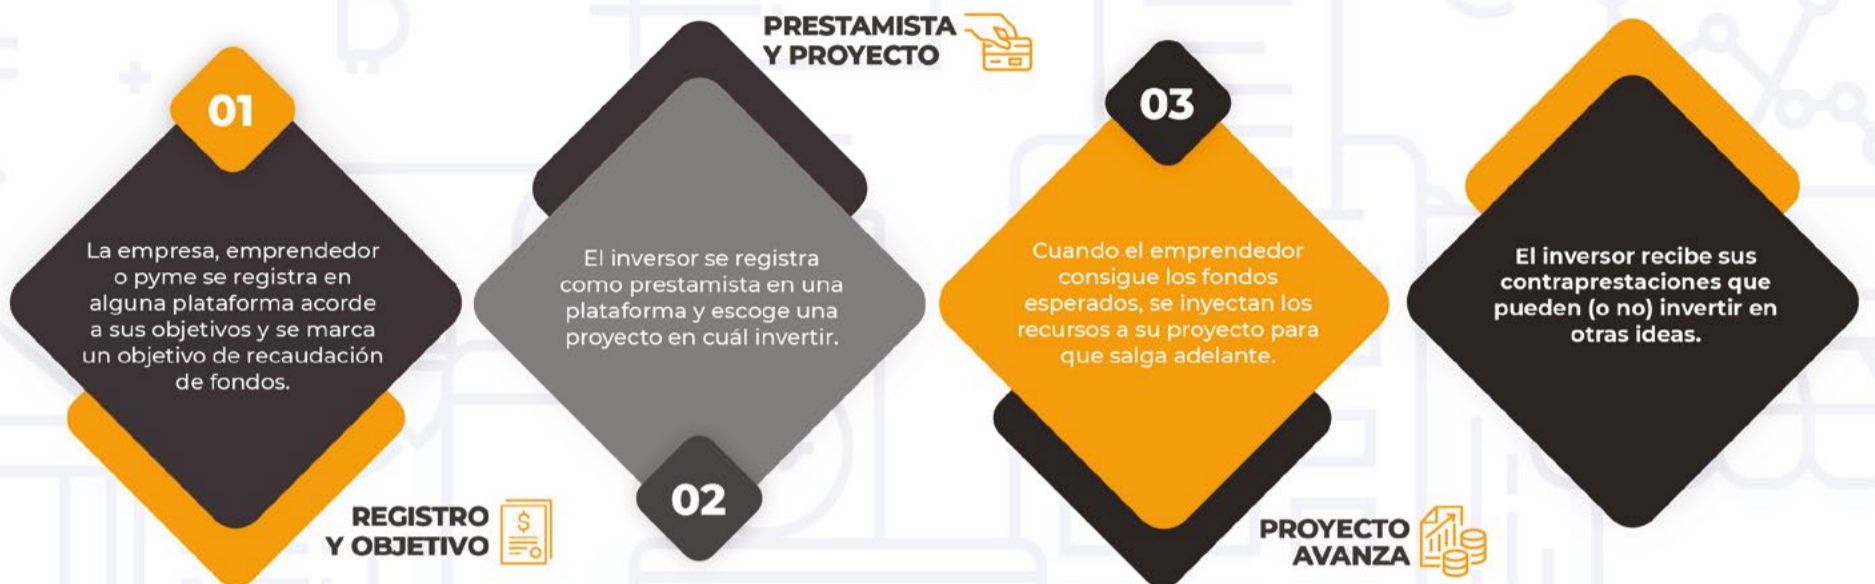 01
La empresa, emprendedor
o pyme se registra en
alguna plataforma acorde
a sus objetivos y se marca
un objetivo de recaudación
de fondos.
REGISTRO
Y OBJETIVO
PRESTAMISTA
Y PROYECTO
El inversor se registra
como prestamista en una
plataforma y escoge una
proyecto en cuál invertir.
02
03
Cuando el emprendedor
consigue los fondos
esperados, se inyectan los
recursos a su proyecto para
que salga adelante.
PROYECTO
AVANZA
El inversor recibe sus
contraprestaciones que
pueden (o no) invertir en
otras ideas.